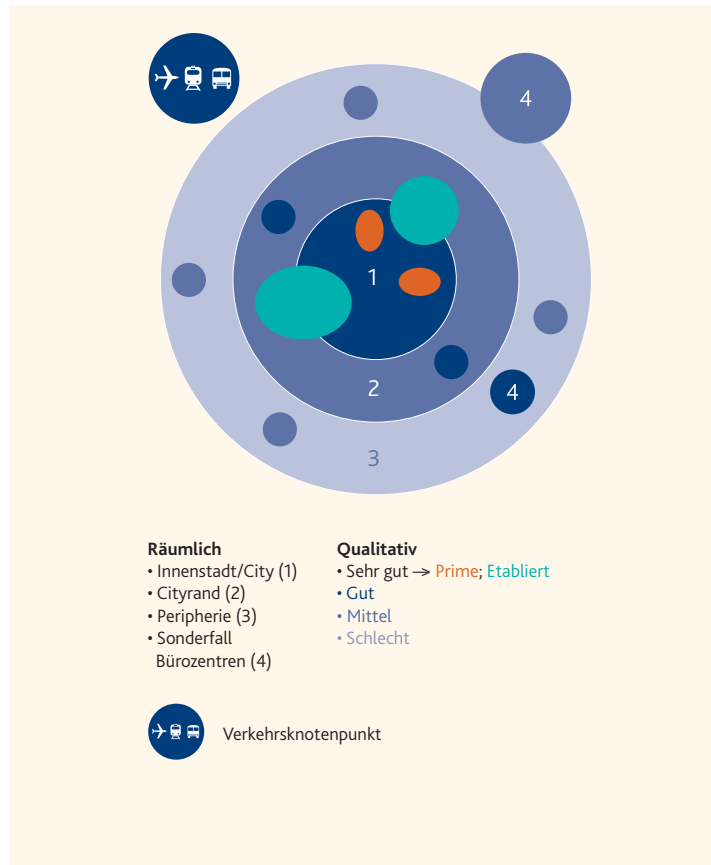 4
1
4
2
3
Räumlich
• Innenstadt/City (1)
• Cityrand (2)
• Peripherie (3)
• Sonderfall
Bürozentren (4)
Qualitativ
• Sehr gut → Prime; Etabliert
• Gut
• Mittel
• Schlecht
Verkehrsknotenpunkt